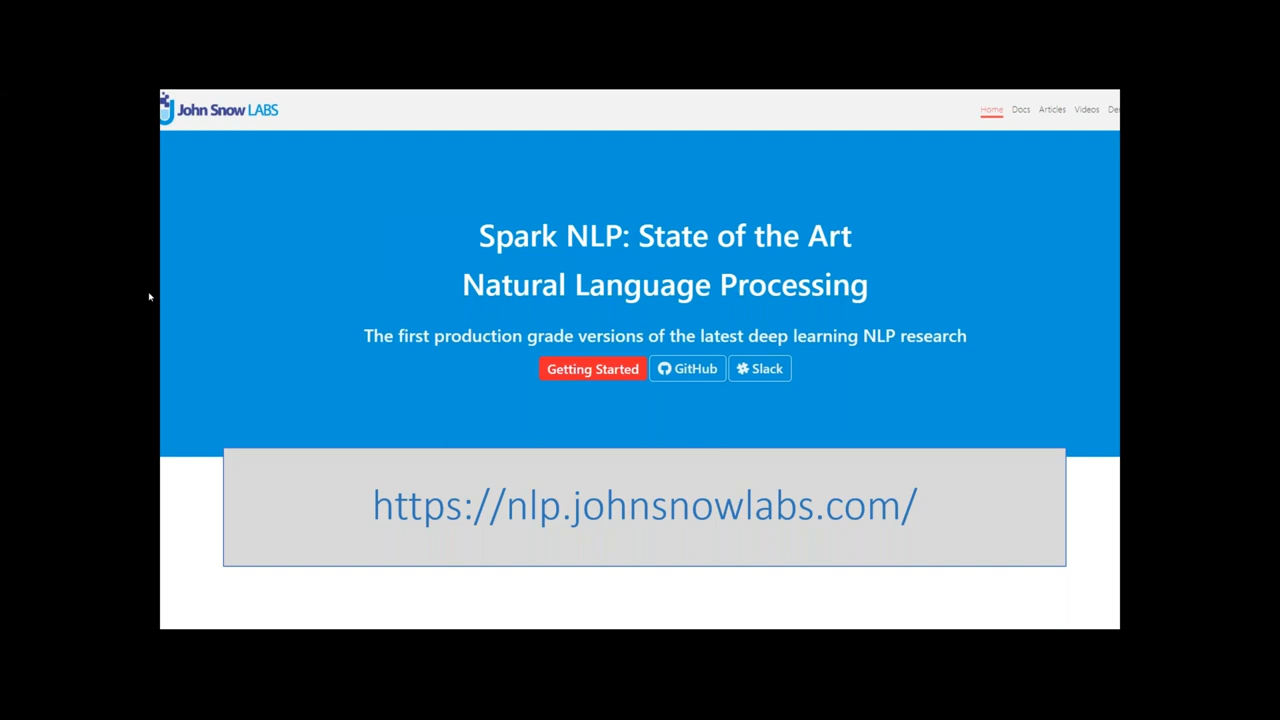 John Snow LABS
Home Docs Articles Videos
Spark NLP: State of the Art
Natural Language Processing
The first production grade versions of the latest deep learning NLP research
Getting Started GitHub Slack
https://nlp.johnsnowlabs.com/